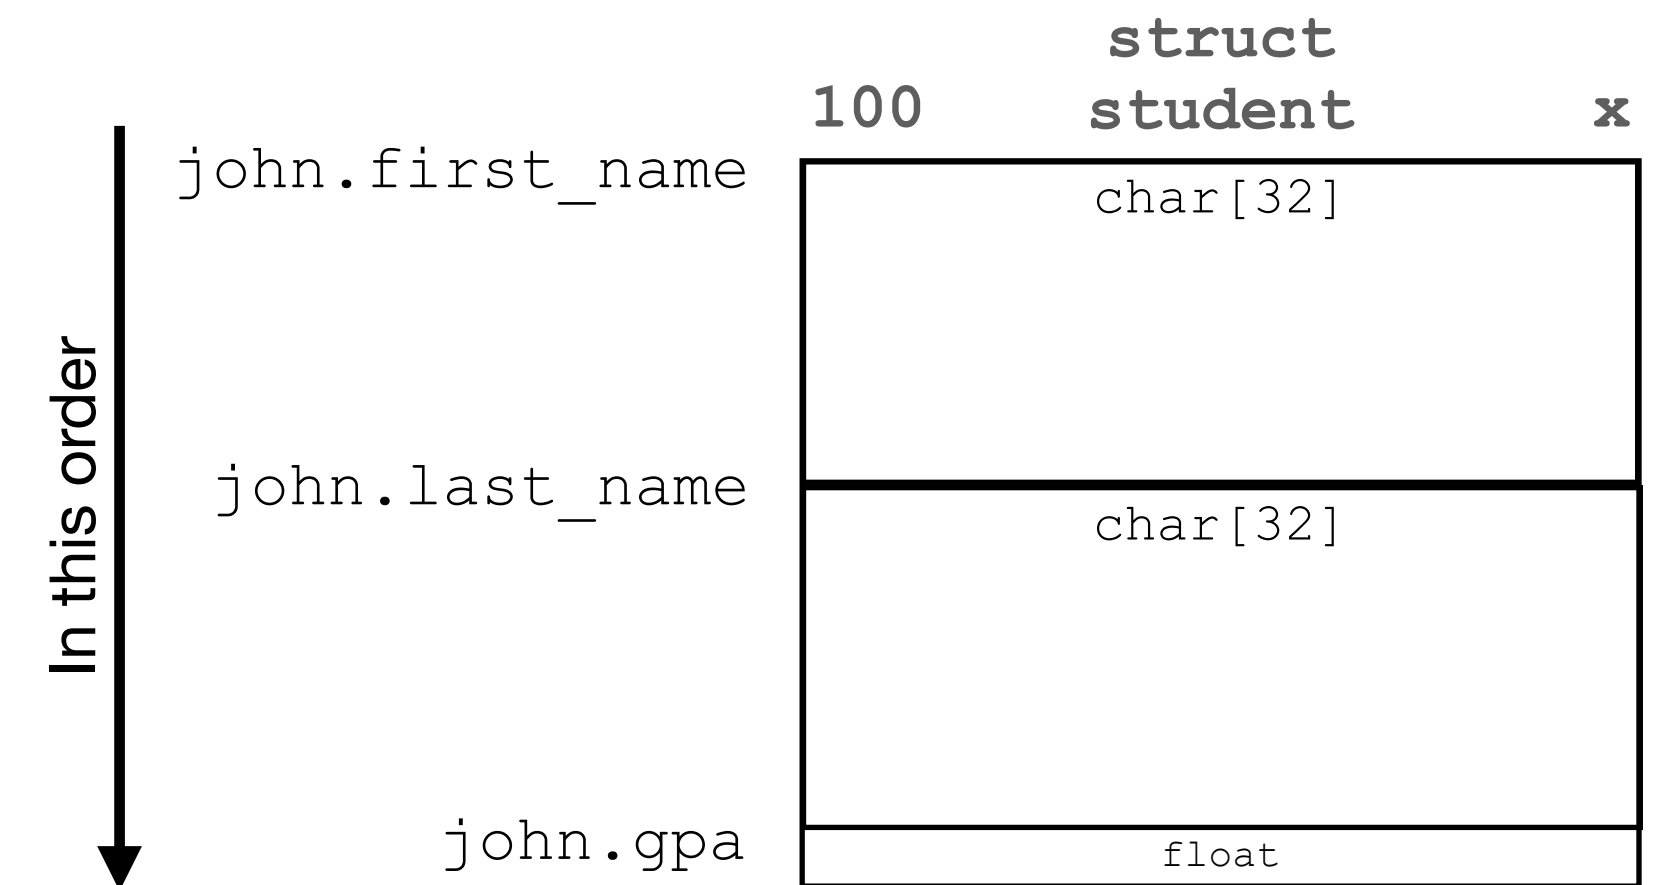 struct
100 student x
john.first_name
char[32]
In this order
john.last_name
char[32]
john.gpa
float